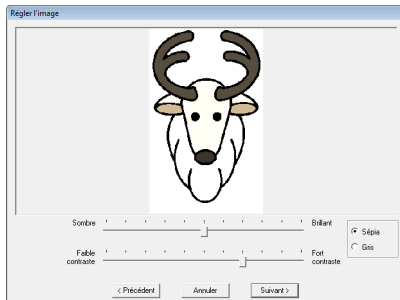 Régler l'image
Sombre
Brillant
Faible
contraste
Fort
contraste
Sépia
Gris
< Précédent
Annuler
Suivant >